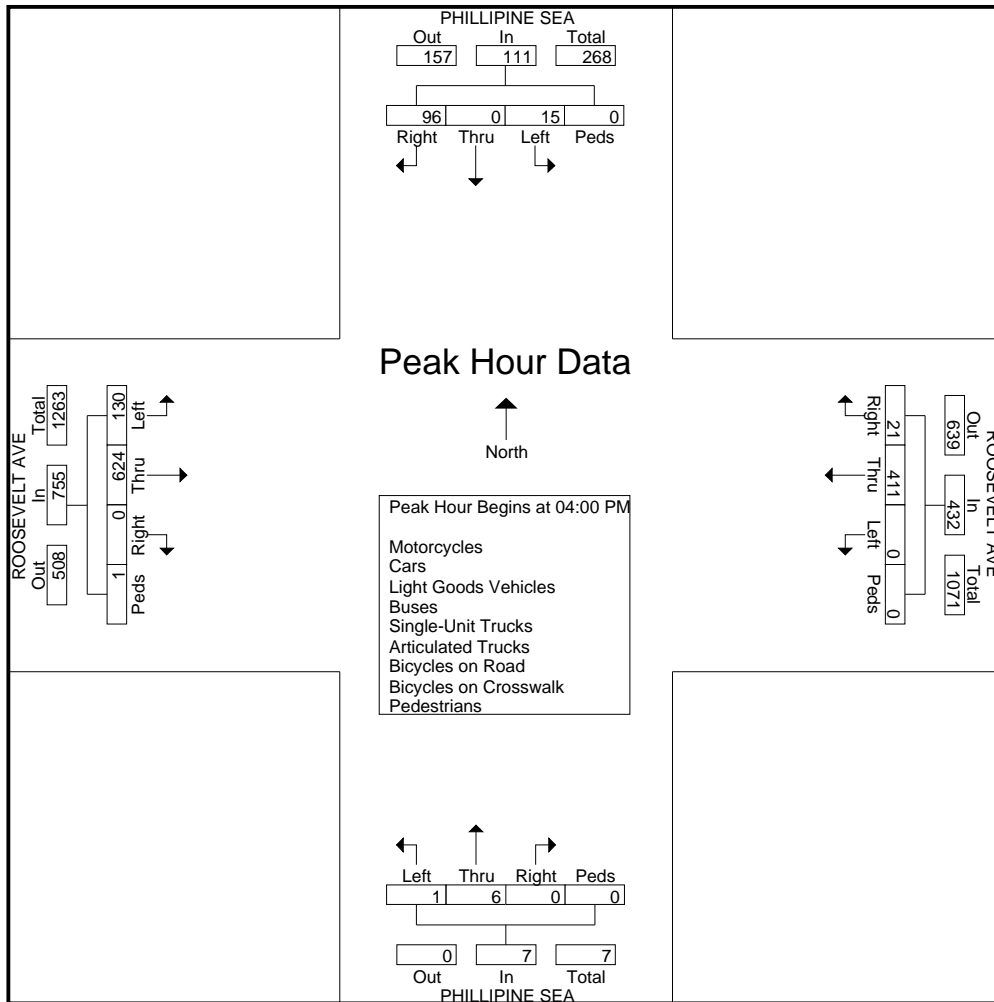 PHILLIPINE SEA
Out In Total
157 111 268
96 0 15 0
Right Thru Left Peds
Peak Hour Data
North
Peak Hour Begins at 04:00 PM
Motorcycles
Cars
Light Goods Vehicles
Buses
Single-Unit Trucks
Articulated Trucks
Bicycles on Road
Bicycles on Crosswalk
Pedestrians
ROOSEVELT AVE
Out In Total
508 755 1263
Peds Right Thru Left
1 0 624 130
ROOSEVELT AVE
Out In Total
639 432 1071
21 411 0 0
Right Thru Left Peds
Left Thru Right Peds
1 6 0 0
0 7 7
Out In Total
PHILLIPINE SEA